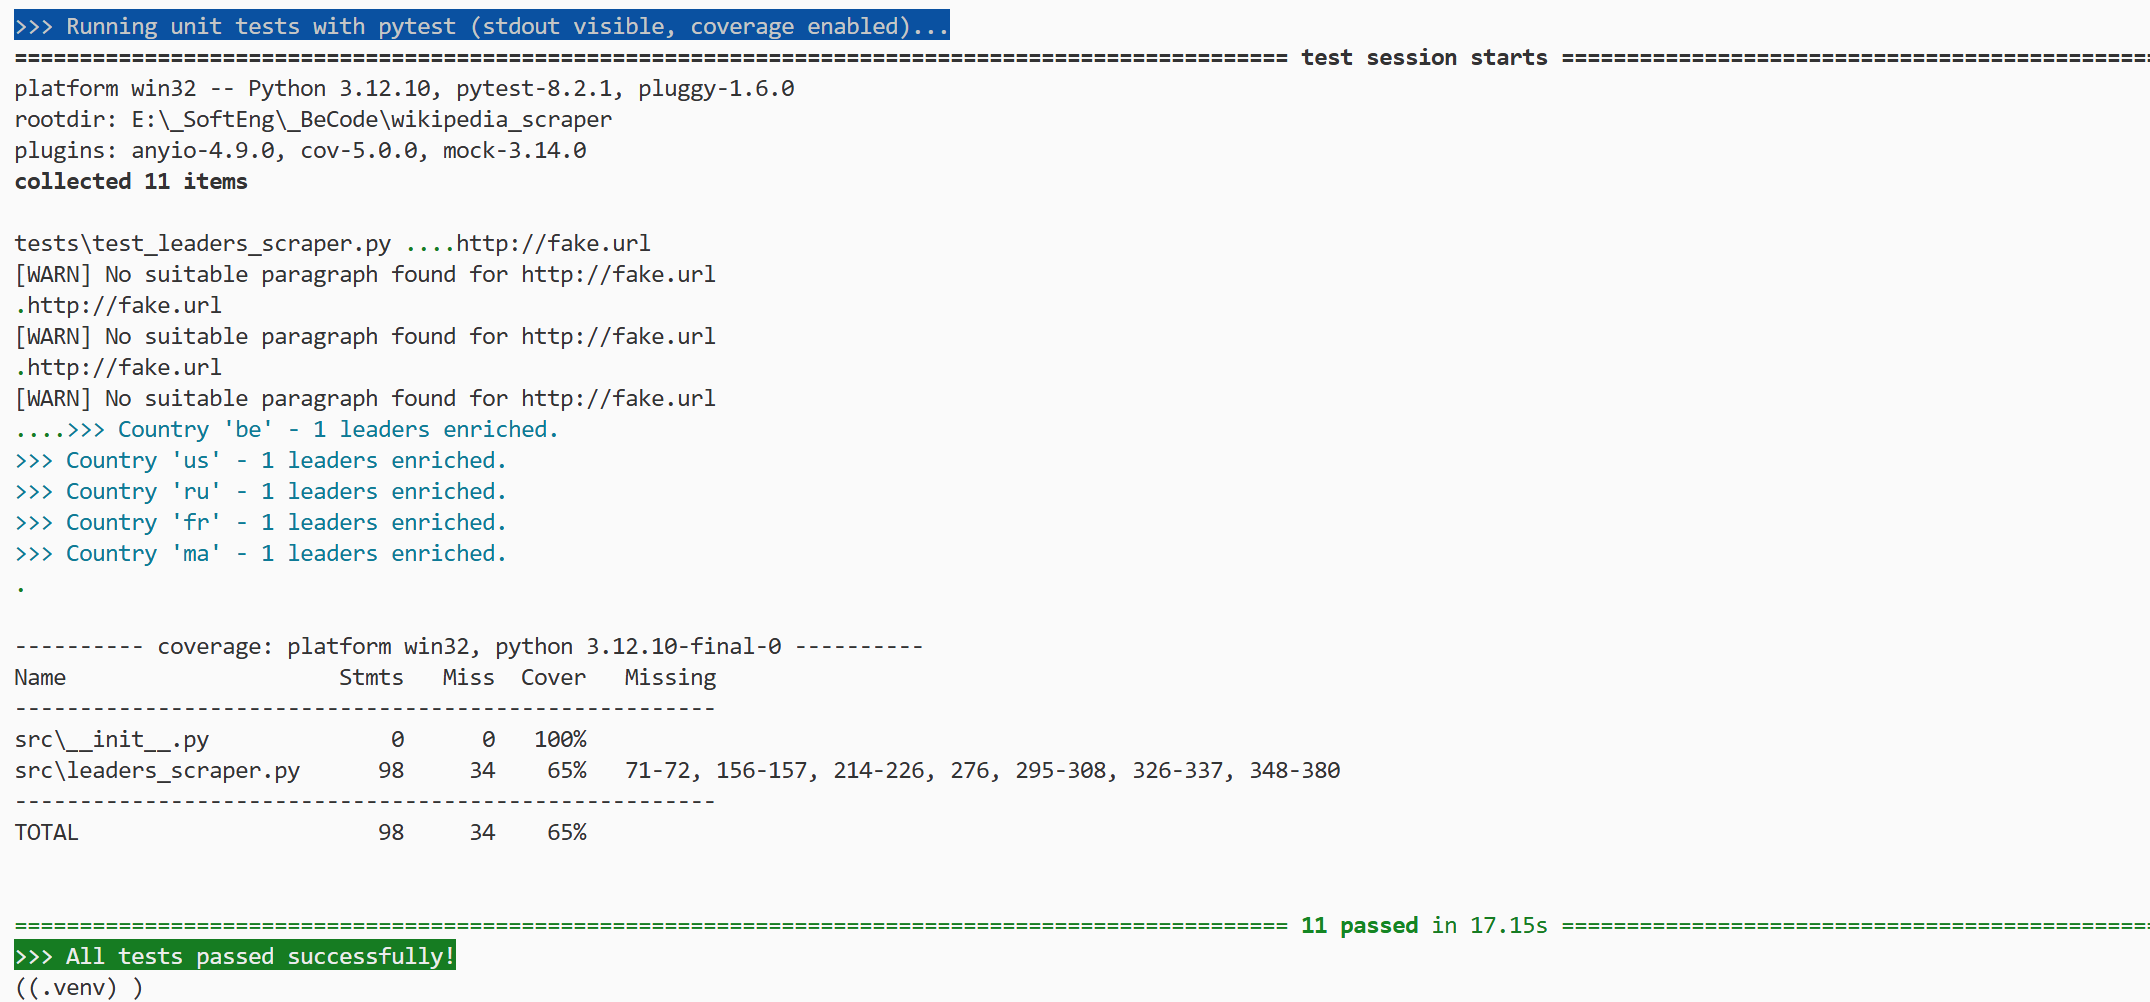 >>> Running unit tests with pytest (stdout visible, coverage enabled)...
================================================================================================== test session starts ==============================================
platform win32 -- Python 3.12.10, pytest-8.2.1, pluggy-1.6.0
rootdir: E:\_SoftEng\_BeCode\wikipedia_scraper
plugins: anyio-4.9.0, cov-5.0.0, mock-3.14.0
collected 11 items
tests\test_leaders_scraper.py ....http://fake.url
[WARN] No suitable paragraph found for http://fake.url
.http://fake.url
[WARN] No suitable paragraph found for http://fake.url
.http://fake.url
[WARN] No suitable paragraph found for http://fake.url
....>>> Country 'be' - 1 leaders enriched.
>>> Country 'us' - 1 leaders enriched.
>>> Country 'ru' - 1 leaders enriched.
>>> Country 'fr' - 1 leaders enriched.
>>> Country 'ma' - 1 leaders enriched.
.
---------- coverage: platform win32, python 3.12.10-final-0 ----------
Name                     Stmts   Miss  Cover   Missing
------------------------------------------------------
src\__init__.py              0      0   100%
src\leaders_scraper.py      98     34    65%   71-72, 156-157, 214-226, 276, 295-308, 326-337, 348-380
------------------------------------------------------
TOTAL                       98     34    65%
================================================================================================== 11 passed in 17.15s ==============================================
>>> All tests passed successfully!
((.venv) )